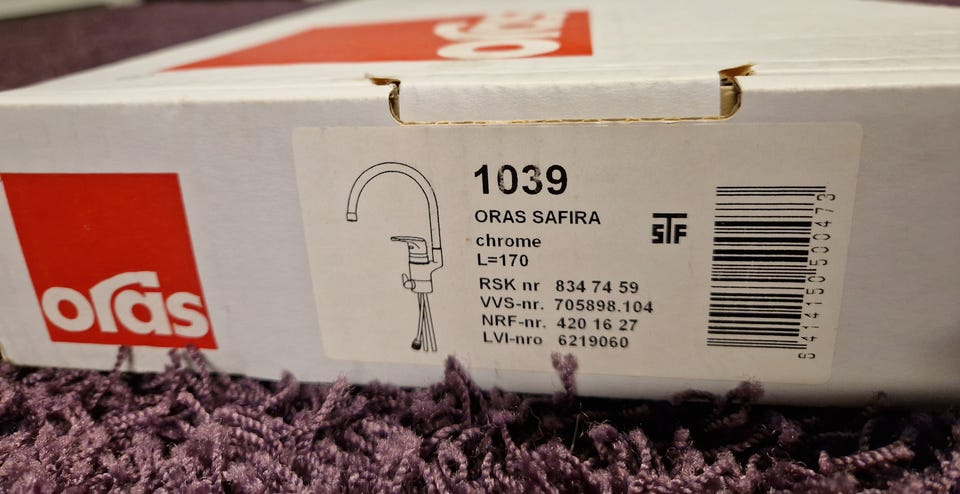 oras
oras
1039
ORAS SAFIRA
chrome
L=170
RSK nr 834 74 59
VVS-nr. 705898.104
NRF-nr. 420 16 27
LVI-nro 6219060
STF
5414150500473